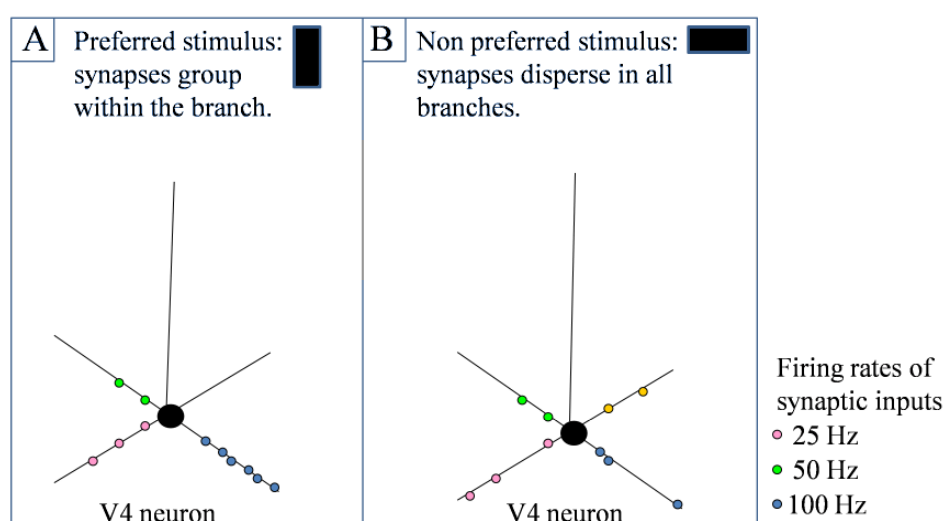 A
Preferred stimulus:
synapses group
within the branch.
B
Non preferred stimulus:
synapses disperse in all
branches.
V4 neuron
V4 neuron
Firing rates of
synaptic inputs
25 Hz
50 Hz
100 Hz